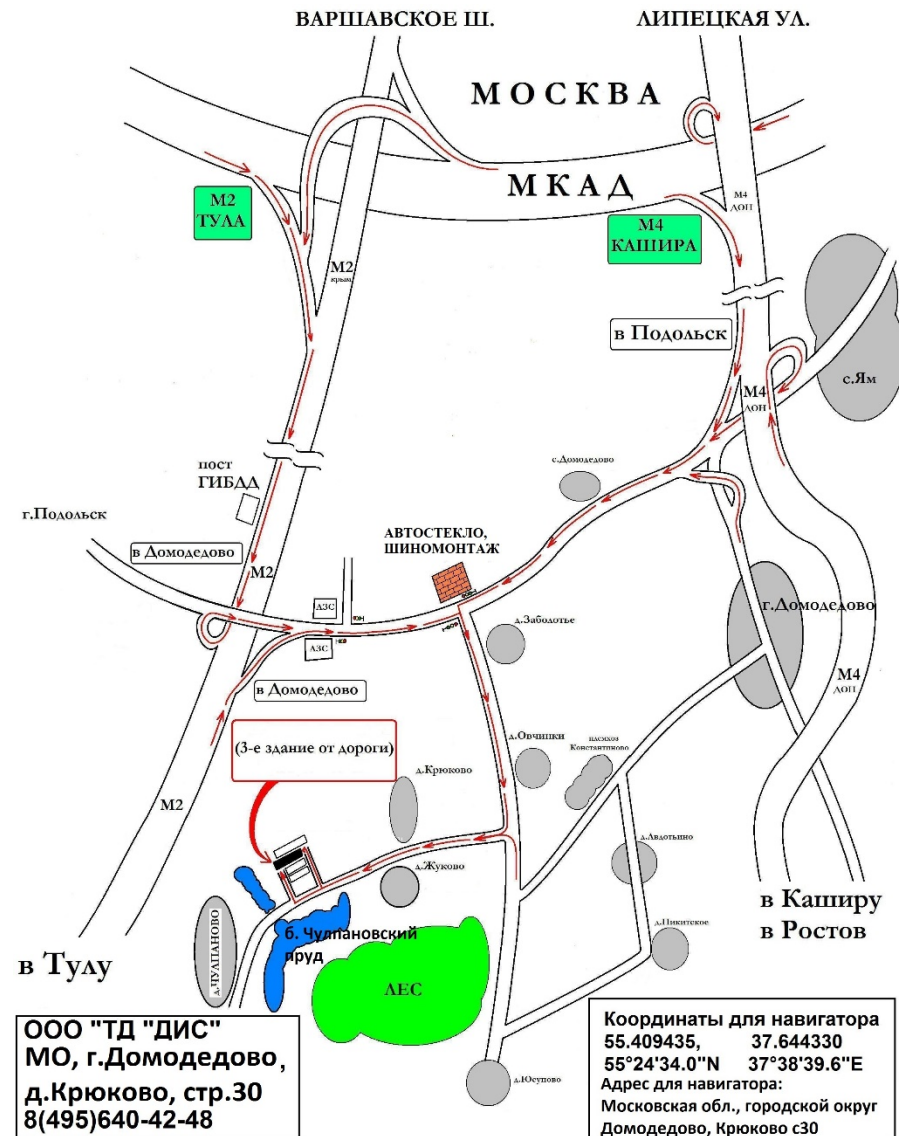 ВАРШАВСКОЕ Ш.
ЛИПЕЦКАЯ УЛ.
МОСКВА
МКАД
М2
ТУЛА
М4
КАШИРА
М4
ДОН
М2
крым
в Подольск
с.Ям
М4
ДОН
пост
ГИБДД
с.Домодедово
г.Подольск
в Домодедово
АВТОСТЕКЛО,
ШИНОМОНТАЖ
М2
АЗС
г.Домодедово
д.Заболотье
АЗС
в Домодедово
М4
ДОН
(3-е здание от дороги)
д.Овчинки
племхоз
Константиново
д.Крюково
М2
д.Авдотьино
д.Жуково
в Каширу
в Ростов
д.Никитское
б. Чулпановский
пруд
д.ЧУЛПАНОВО
в Тулу
ЛЕС
д.Юсупово
ООО "ТД "ДИС"
МО, г.Домодедово,
д.Крюково, стр.30
8(495)640-42-48
Координаты для навигатора
55.409435, 37.644330
55°24'34.0"N 37°38'39.6"E
Адрес для навигатора:
Московская обл., городской округ
Домодедово, Крюково с30